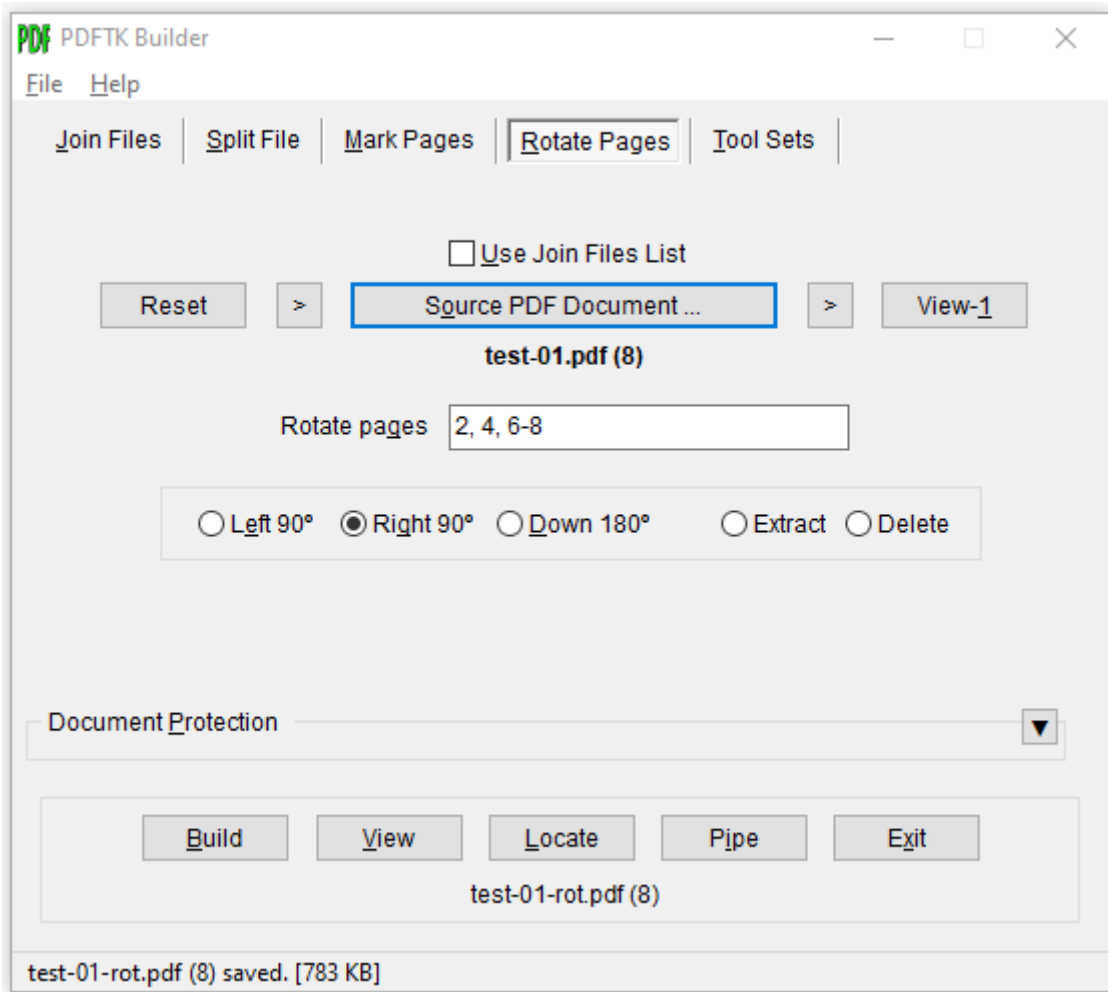 PDF PDFTK Builder
File Help
Join Files Split File Mark Pages Rotate Pages Tool Sets
Use Join Files List
Reset > Source PDF Document ... > View-1
test-01.pdf (8)
Rotate pages 2, 4, 6-8
Left 90º Right 90º Down 180º Extract Delete
Document Protection ▼
Build View Locate Pipe Exit
test-01-rot.pdf (8)
test-01-rot.pdf (8) saved. [783 KB]